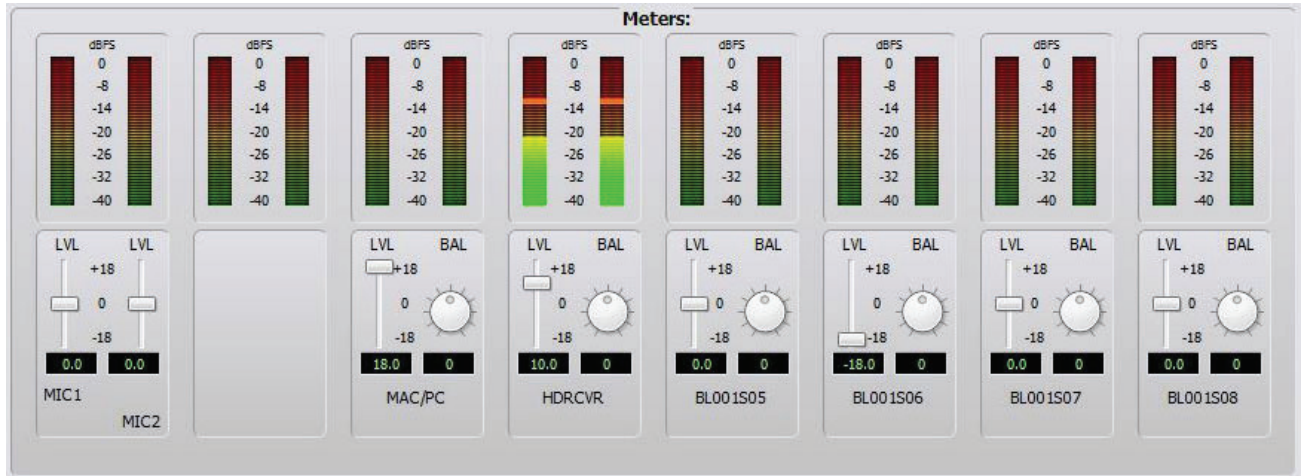 Meters:
dBFS dBFS dBFS dBFS dBFS dBFS dBFS dBFS
0 0 0 0 0 0 0 0
-8 -8 -8 -8 -8 -8 -8 -8
-14 -14 -14 -14 -14 -14 -14 -14
-20 -20 -20 -20 -20 -20 -20 -20
-26 -26 -26 -26 -26 -26 -26 -26
-32 -32 -32 -32 -32 -32 -32 -32
-40 -40 -40 -40 -40 -40 -40 -40
LVL LVL LVL BAL LVL BAL LVL BAL LVL BAL LVL BAL LVL BAL
+18 +18 +18 +18 +18 +18 +18
0 0 0 0 0 0 0
-18 -18 -18 -18 -18 -18 -18
0.0 0.0 18.0 0 10.0 0 0.0 0 -18.0 0 0.0 0 0.0 0
MIC1 MAC/PC HDRCVR BL001S05 BL001S06 BL001S07 BL001S08
MIC2